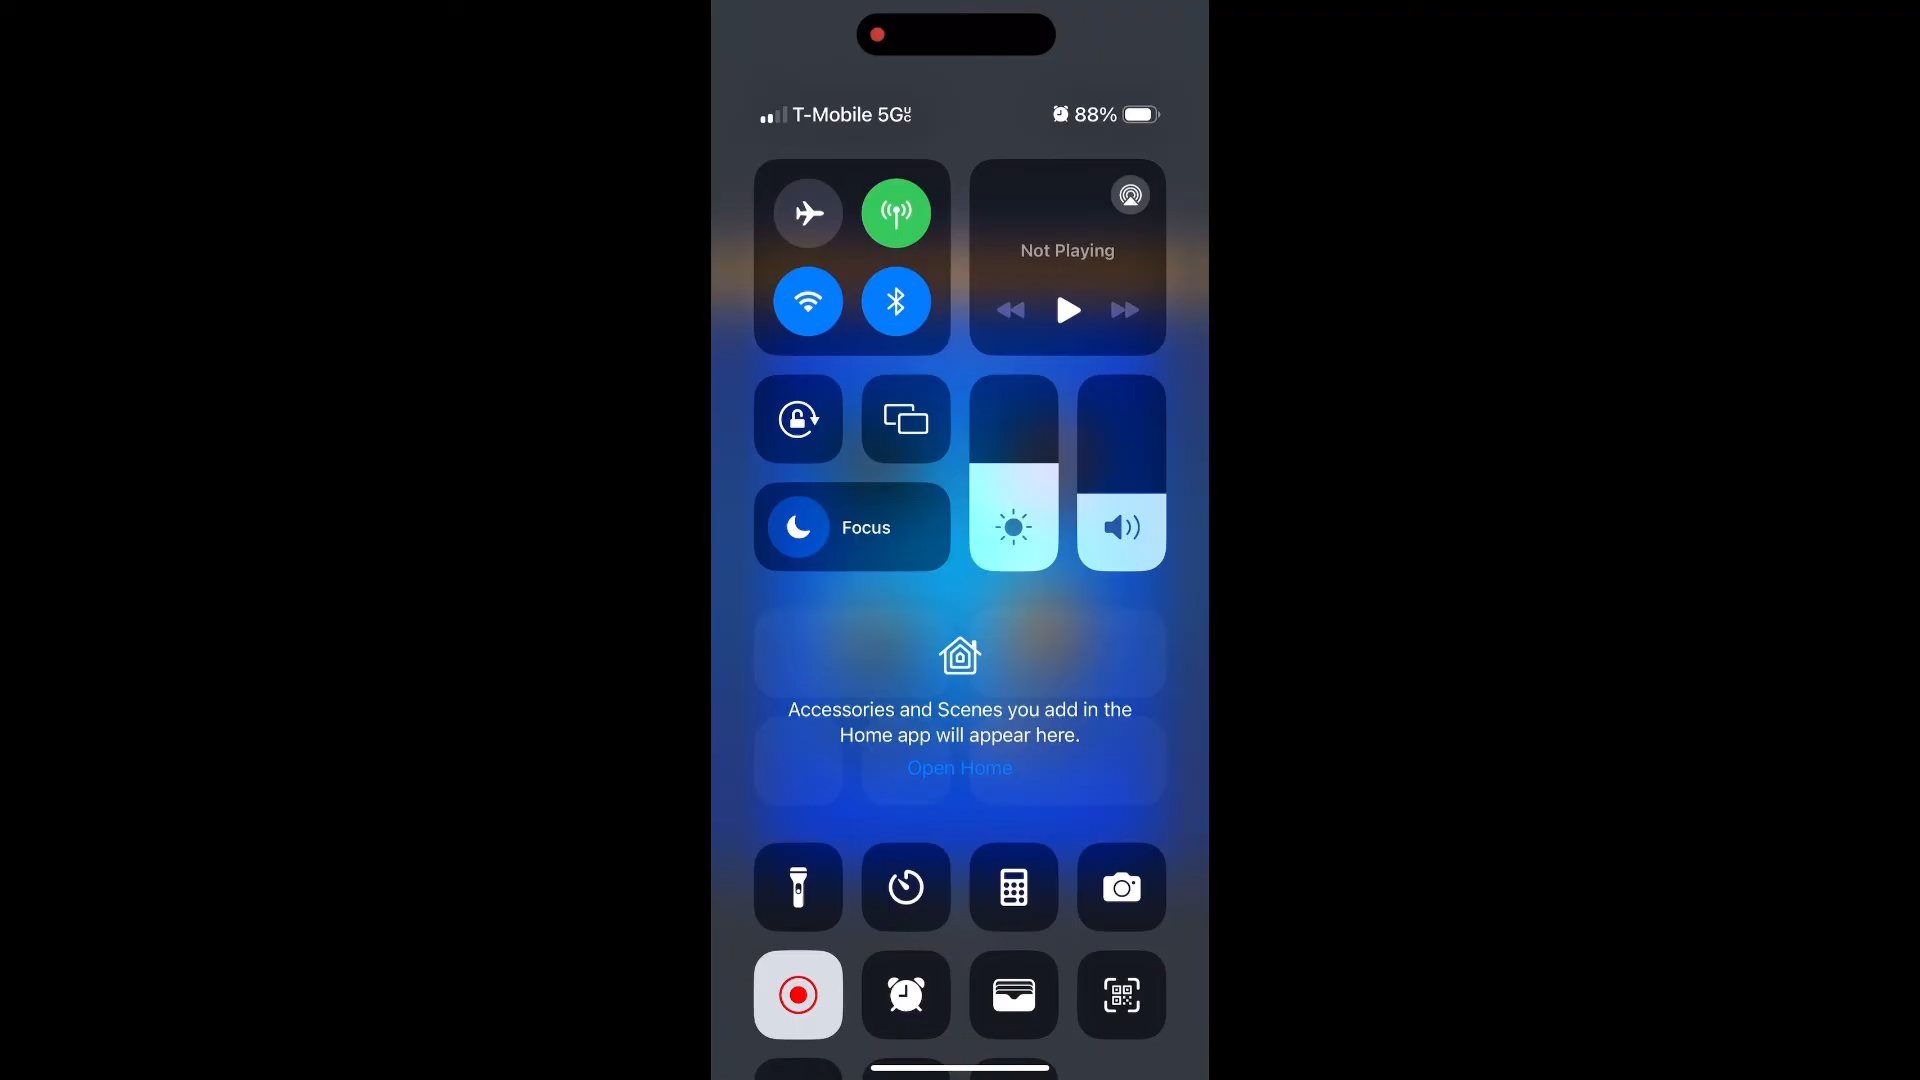 T-Mobile 5GUC 88%
Not Playing
Focus
Accessories and Scenes you add in the
Home app will appear here.
Open Home